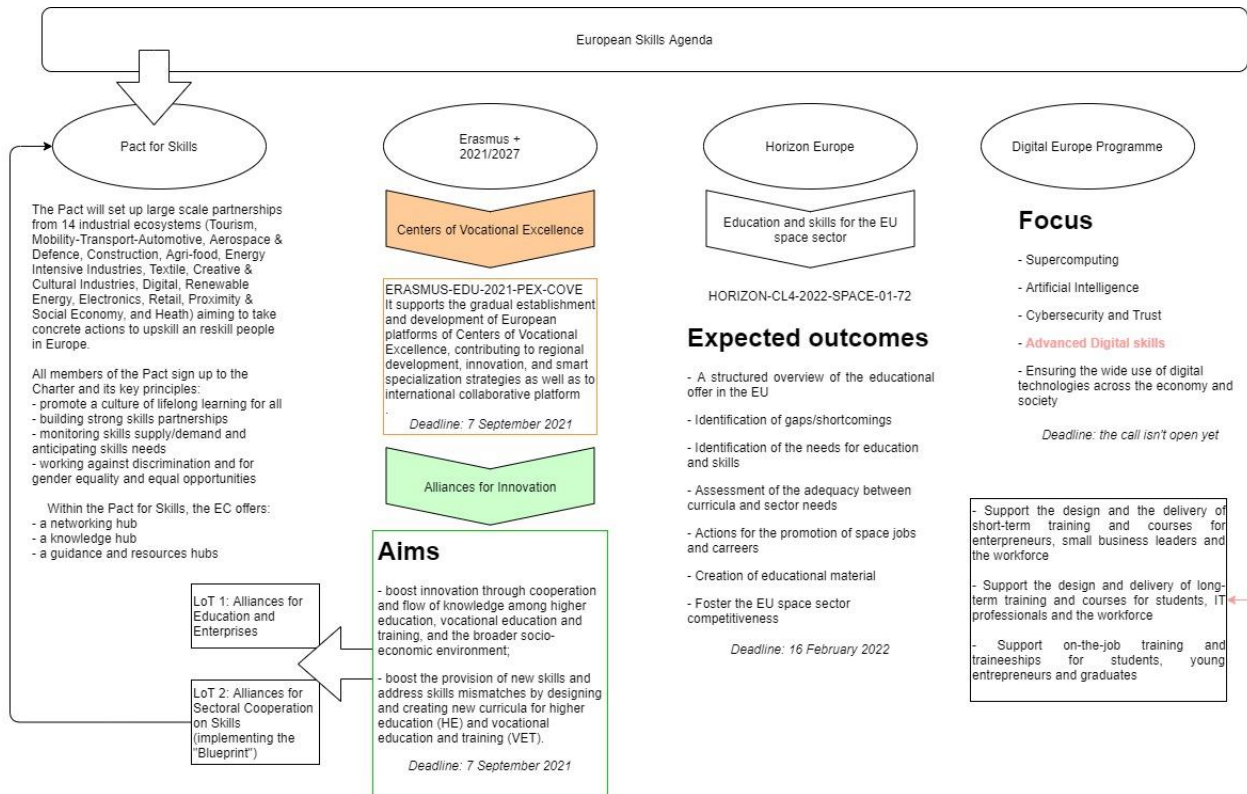 European Skills Agenda
Pact for Skills
The Pact will set up large scale partnerships
from 14 industrial ecosystems (Tourism,
Mobility-Transport-Automotive, Aerospace &
Defence, Construction, Agri-food, Energy
Intensive Industries, Textile, Creative &
Cultural Industries, Digital, Renewable
Energy, Electronics, Retail, Proximity &
Social Economy, and Heath) aiming to take
concrete actions to upskill an reskill people
in Europe.
All members of the Pact sign up to the
Charter and its key principles:
- promote a culture of lifelong learning for all
- building strong skills partnerships
- monitoring skills supply/demand and
anticipating skills needs
- working against discrimination and for
gender equality and equal opportunities
Within the Pact for Skills, the EC offers:
- a networking hub
- a knowledge hub
- a guidance and resources hubs
LoT 1: Alliances for
Education and
Enterprises
LoT 2: Alliances for
Sectoral Cooperation
on Skills
(implementing the
"Blueprint")
Erasmus +
2021/2027
Centers of Vocational Excellence
ERASMUS-EDU-2021-PEX-COVE
It supports the gradual establishment
and development of European
platforms of Centers of Vocational
Excellence, contributing to regional
development, innovation, and smart
specialization strategies as well as to
international collaborative platform
.
Deadline: 7 September 2021
Alliances for Innovation
Aims
- boost innovation through cooperation
and flow of knowledge among higher
education, vocational education and
training, and the broader socio-
economic environment;
- boost the provision of new skills and
address skills mismatches by designing
and creating new curricula for higher
education (HE) and vocational
education and training (VET).
Deadline: 7 September 2021
Horizon Europe
Education and skills for the EU
space sector
HORIZON-CL4-2022-SPACE-01-72
Expected outcomes
- A structured overview of the educational
offer in the EU
- Identification of gaps/shortcomings
- Identification of the needs for education
and skills
- Assessment of the adequacy between
curricula and sector needs
- Actions for the promotion of space jobs
and carreers
- Creation of educational material
- Foster the EU space sector
competitiveness
Deadline: 16 February 2022
Digital Europe Programme
Focus
- Supercomputing
- Artificial Intelligence
- Cybersecurity and Trust
- Advanced Digital skills
- Ensuring the wide use of digital
technologies across the economy and
society
Deadline: the call isn't open yet
- Support the design and the delivery of
short-term training and courses for
enterpreneurs, small business leaders and
the workforce
- Support the design and delivery of long-
term training and courses for students, IT
professionals and the workforce
- Support on-the-job training and
traineeships for students, young
entrepreneurs and graduates